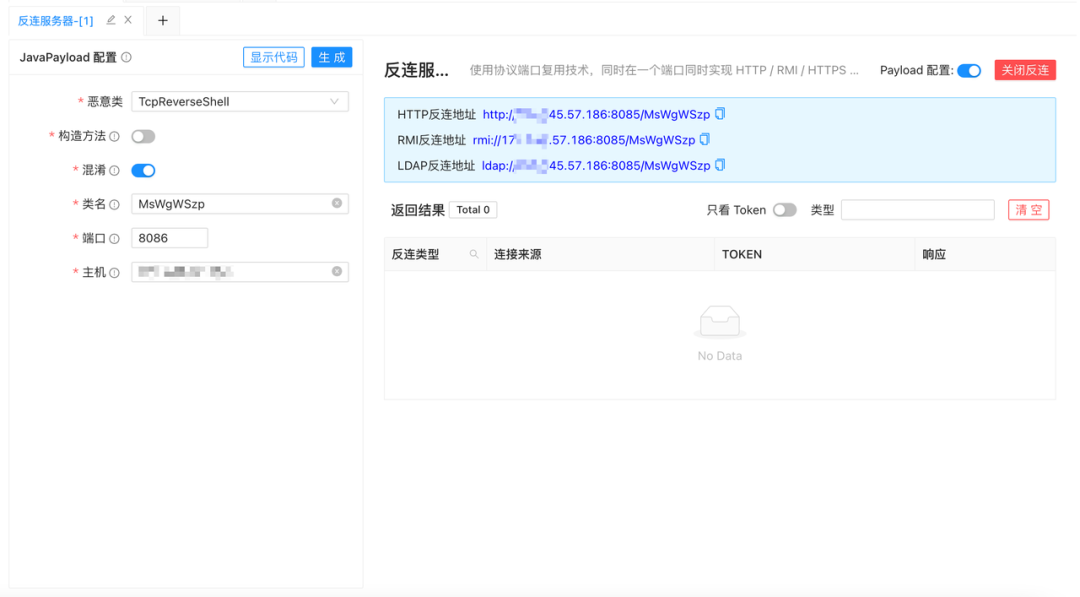 反连服务器-[1]
JavaPayload 配置
显示代码
生 成
* 恶意类
TcpReverseShell
* 构造方法
* 混淆
* 类名
MsWgWSzp
* 端口
8086
* 主机
反连服...
使用协议端口复用技术，同时在一个端口同时实现 HTTP / RMI / HTTPS ...
Payload 配置:
关闭反连
HTTP反连地址 http:/ 45.57.186:8085/MsWgWSzp
RMI反连地址 rmi://17 .57.186:8085/MsWgWSzp
LDAP反连地址 ldap:/ 45.57.186:8085/MsWgWSzp
返回结果
Total 0
只看 Token
类型
清 空
反连类型
连接来源
TOKEN
响应
No Data